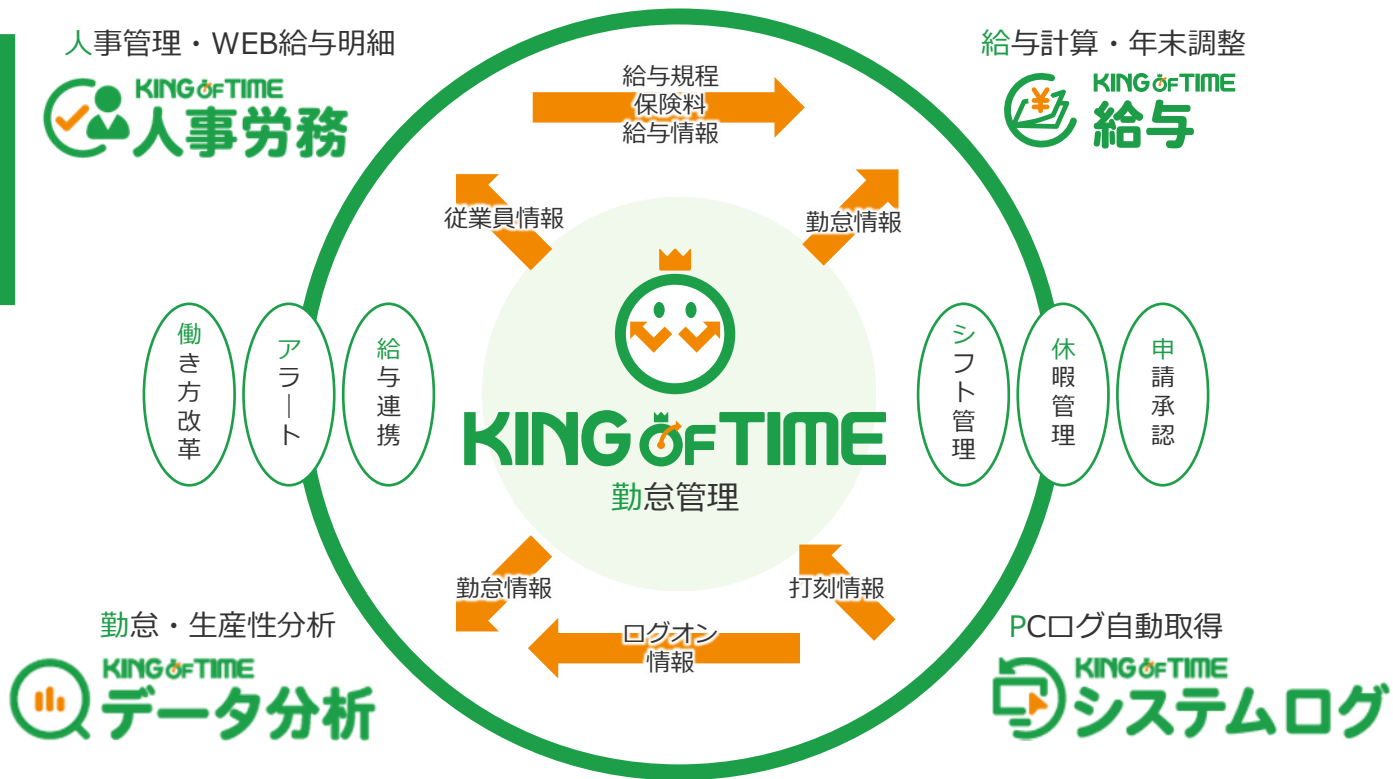 人事管理・WEB給与明細
KING OF TIME
人事労務
給与計算・年末調整
KING OF TIME
給与
給与規程
保険料
給与情報
従業員情報
勤怠情報
働き方改革
アラート
給与連携
KING OF TIME
勤怠管理
シフト管理
休暇管理
申請承認
勤怠情報
打刻情報
ログオン
情報
勤怠・生産性分析
KING OF TIME
データ分析
PCログ自動取得
KING OF TIME
システムログ